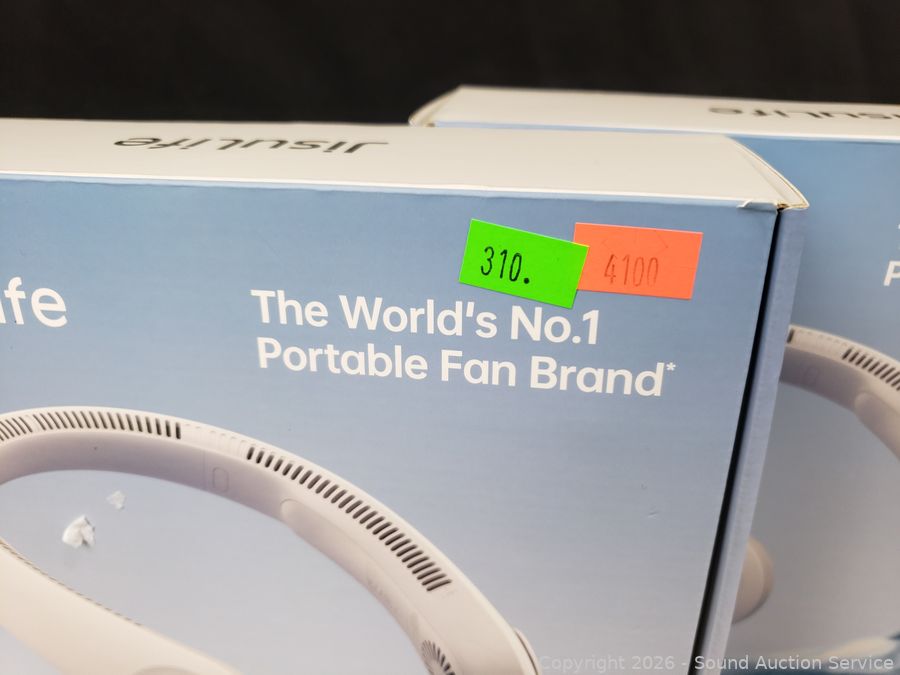 JisuLife
310.
4100
ife
The World's No.1
Portable Fan Brand*
P
Copyright 2026 - Sound Auction Service